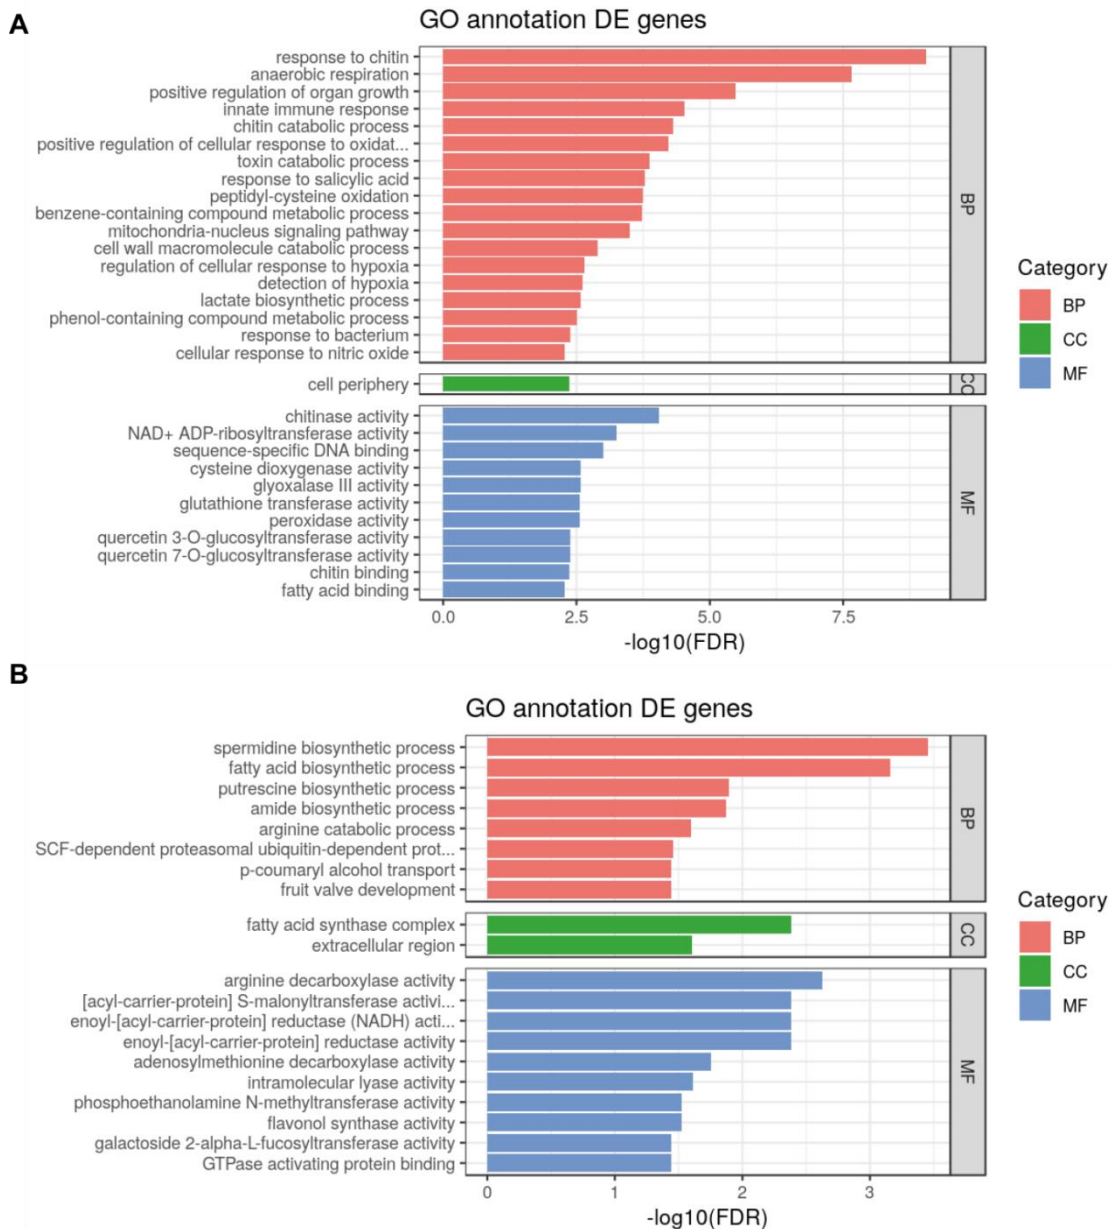 A
GO annotation DE genes
response to chitin
anaerobic respiration
positive regulation of organ growth
innate immune response
chitin catabolic process
positive regulation of cellular response to oxidat...
toxin catabolic process
response to salicylic acid
peptidyl-cysteine oxidation
benzene-containing compound metabolic process
mitochondria-nucleus signaling pathway
cell wall macromolecule catabolic process
regulation of cellular response to hypoxia
detection of hypoxia
lactate biosynthetic process
phenol-containing compound metabolic process
response to bacterium
cellular response to nitric oxide
BP
cell periphery
CC
chitinase activity
NAD+ ADP-ribosyltransferase activity
sequence-specific DNA binding
cysteine dioxygenase activity
glyoxalase III activity
glutathione transferase activity
peroxidase activity
quercetin 3-O-glucosyltransferase activity
quercetin 7-O-glucosyltransferase activity
chitin binding
fatty acid binding
MF
0.0 2.5 5.0 7.5
-log10(FDR)
Category
BP
CC
MF
B
GO annotation DE genes
spermidine biosynthetic process
fatty acid biosynthetic process
putrescine biosynthetic process
amide biosynthetic process
arginine catabolic process
SCF-dependent proteasomal ubiquitin-dependent prot...
p-coumaryl alcohol transport
fruit valve development
BP
fatty acid synthase complex
extracellular region
CC
arginine decarboxylase activity
[acyl-carrier-protein] S-malonyltransferase activi...
enoyl-[acyl-carrier-protein] reductase (NADH) acti...
enoyl-[acyl-carrier-protein] reductase activity
adenosylmethionine decarboxylase activity
intramolecular lyase activity
phosphoethanolamine N-methyltransferase activity
flavonol synthase activity
galactoside 2-alpha-L-fucosyltransferase activity
GTPase activating protein binding
MF
0 1 2 3
-log10(FDR)
Category
BP
CC
MF